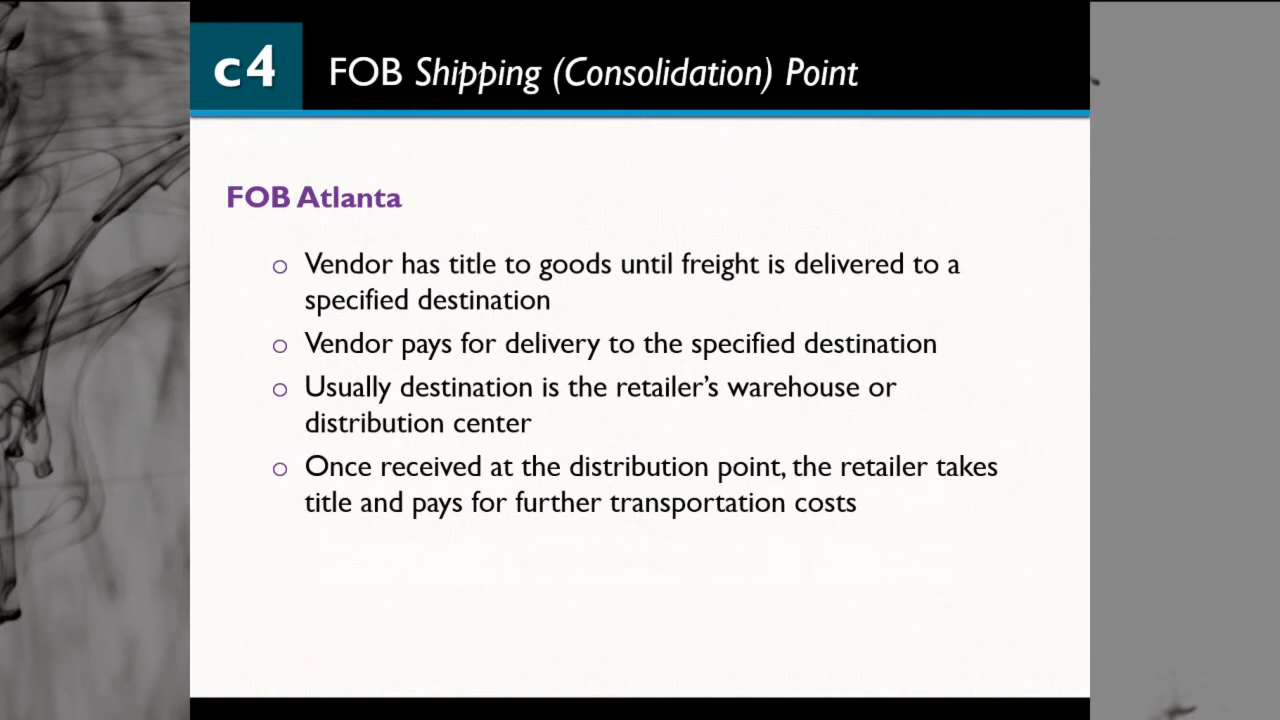 c4
FOB Shipping (Consolidation) Point
FOB Atlanta
Vendor has title to goods until freight is delivered to a
specified destination
Vendor pays for delivery to the specified destination
Usually destination is the retailer's warehouse or
distribution center
Once received at the distribution point, the retailer takes
title and pays for further transportation costs